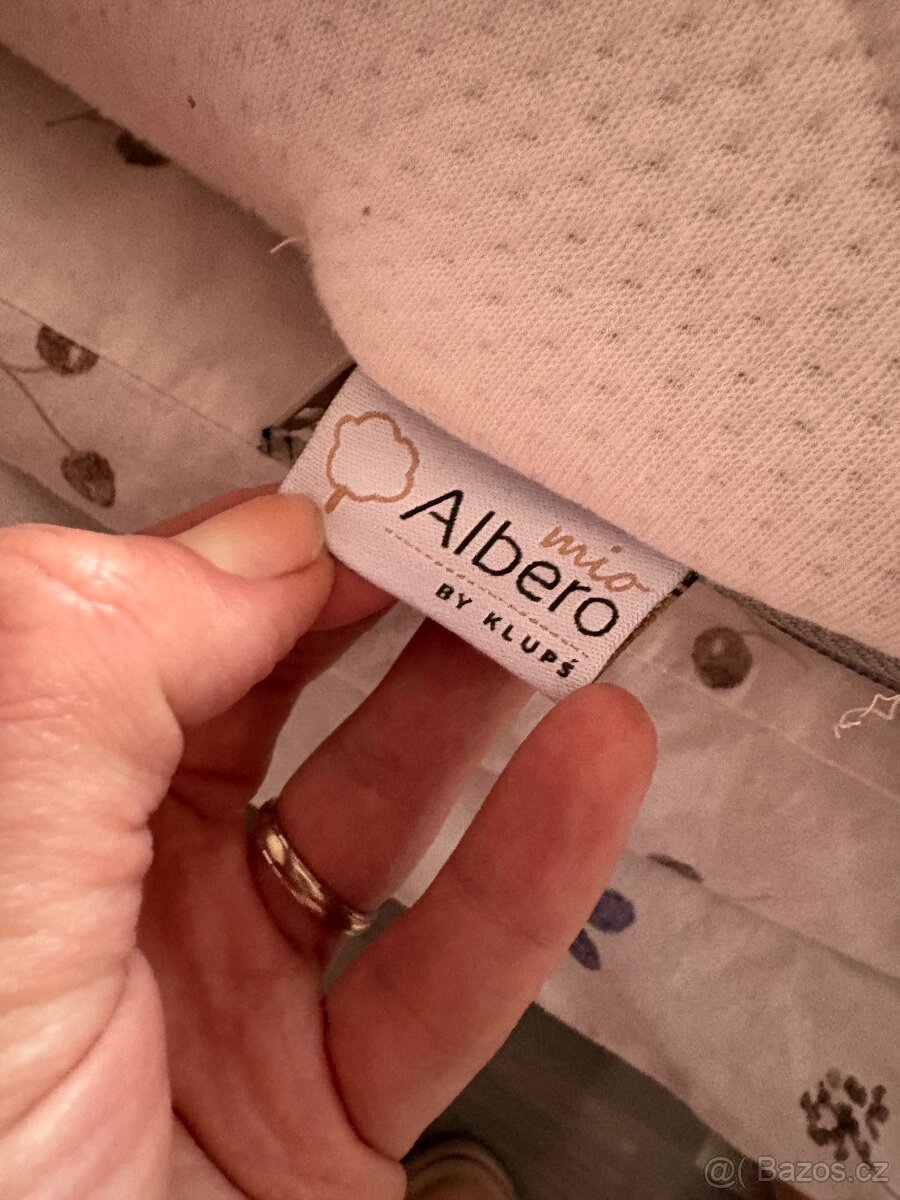 Albero mio
BY KLUPŚ
@( Bazos.cz